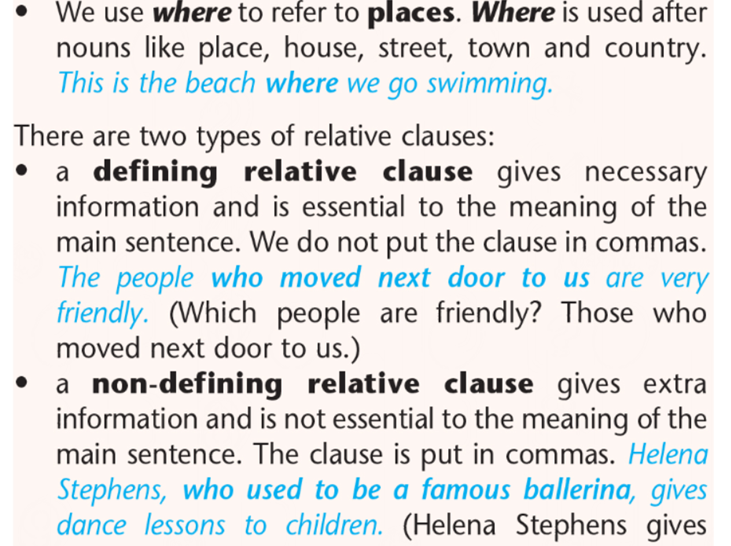 • We use where to refer to places. Where is used after
nouns like place, house, street, town and country.
This is the beach where we go swimming.
There are two types of relative clauses:
• a defining relative clause gives necessary
information and is essential to the meaning of the
main sentence. We do not put the clause in commas.
The people who moved next door to us are very
friendly. (Which people are friendly? Those who
moved next door to us.)
• a non-defining relative clause gives extra
information and is not essential to the meaning of the
main sentence. The clause is put in commas. Helena
Stephens, who used to be a famous ballerina, gives
dance lessons to children. (Helena Stephens gives